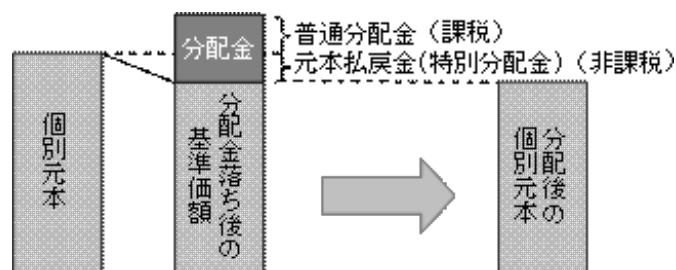 分配金
普通分配金（課税）
元本払戻金(特別分配金)（非課税）
個別元本
分配金落ち後の
基準価額
分配後の
個別元本